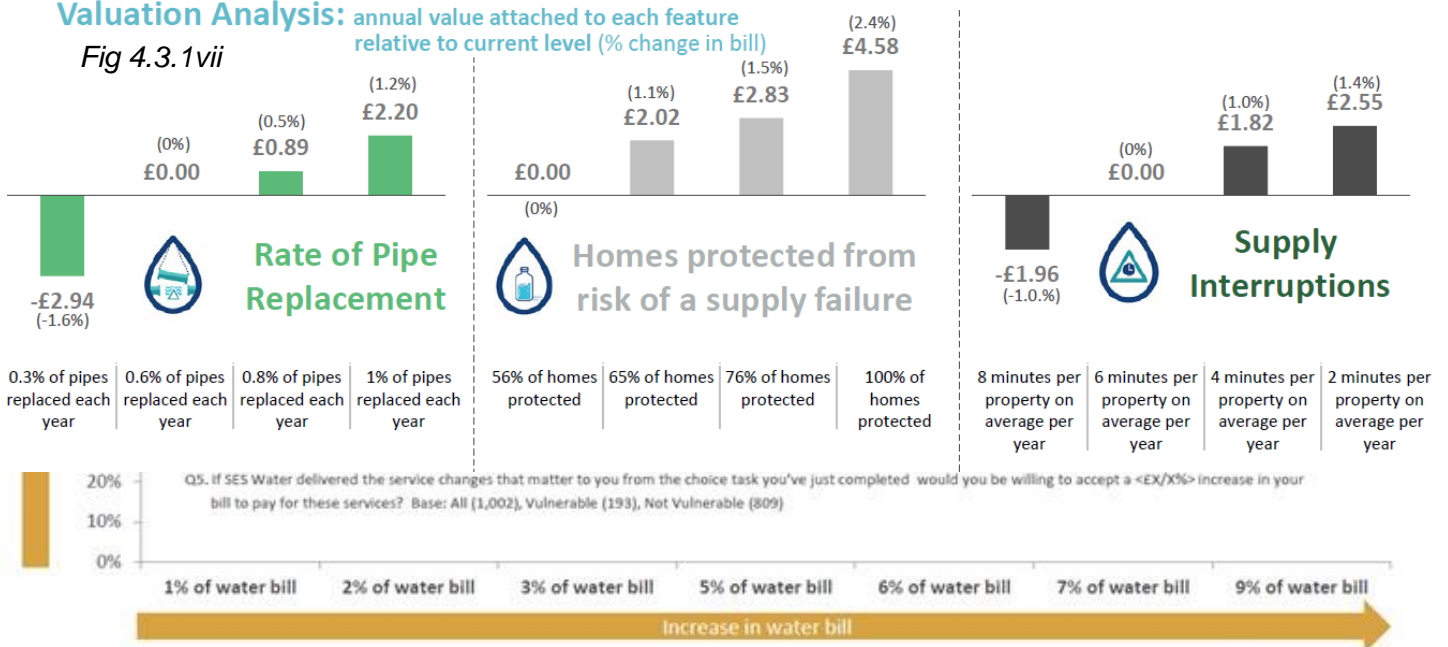 Valuation Analysis: annual value attached to each feature
relative to current level (% change in bill)
Fig 4.3.1vii
(1.2%)
£2.20
(0.5%)
£0.89
(0%)
£0.00
-£2.94
(-1.6%)
Rate of Pipe
Replacement
0.3% of pipes
replaced each
year
0.6% of pipes
replaced each
year
0.8% of pipes
replaced each
year
1% of pipes
replaced each
year
(2.4%)
£4.58
(1.5%)
£2.83
(1.1%)
£2.02
£0.00
(0%)
Homes protected from
risk of a supply failure
56% of homes
protected
65% of homes
protected
76% of homes
protected
100% of
homes
protected
(1.4%)
£2.55
(1.0%)
£1.82
(0%)
£0.00
-£1.96
(-1.0.%)
Supply
Interruptions
8 minutes per
property on
average per
year
6 minutes per
property on
average per
year
4 minutes per
property on
average per
year
2 minutes per
property on
average per
year
20%
Q5. If SES Water delivered the service changes that matter to you from the choice task you've just completed would you be willing to accept a <£X/X%> increase in your
bill to pay for these services? Base: All (1,002), Vulnerable (193), Not Vulnerable (809)
10%
0%
1% of water bill 2% of water bill 3% of water bill 5% of water bill 6% of water bill 7% of water bill 9% of water bill
Increase in water bill